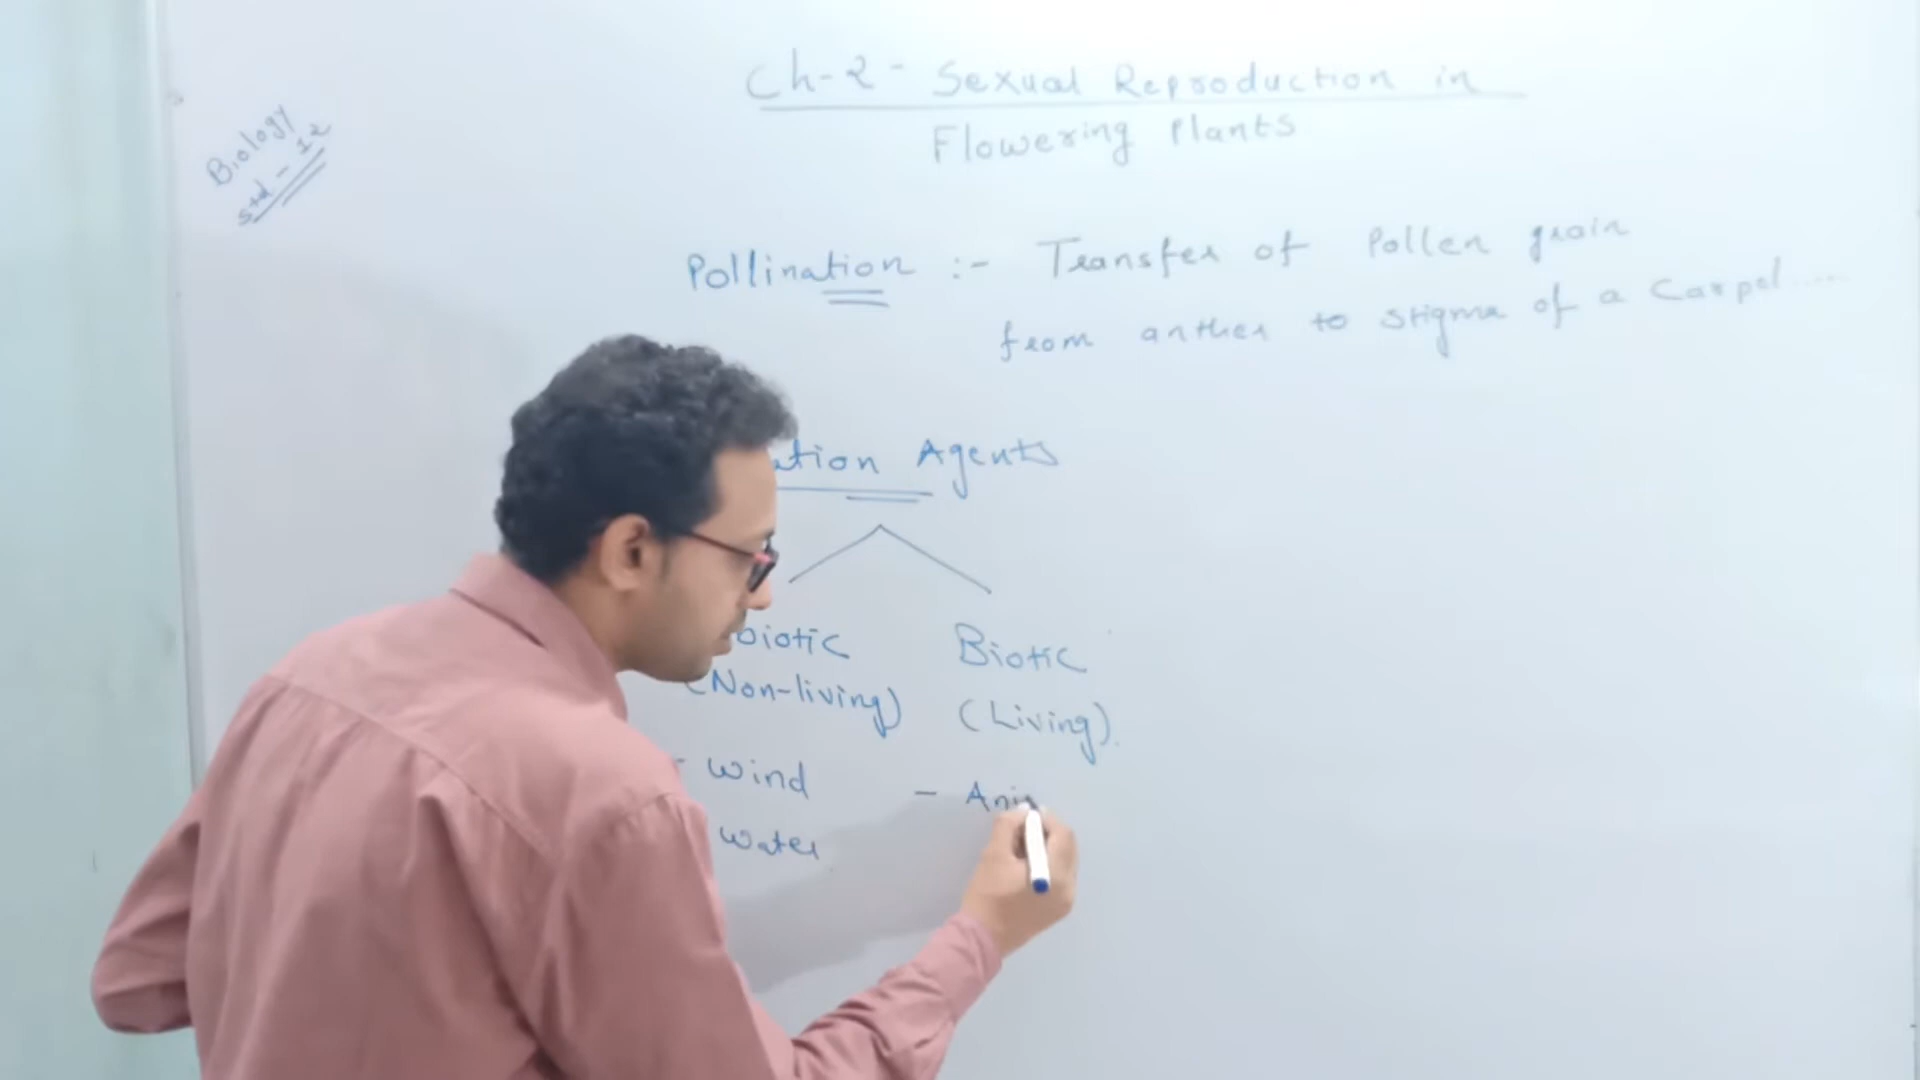 Biology
Std - 12
Ch-2- Sexual Reproduction in
Flowering Plants
Pollination :- Transfer of Pollen grain
from anther to stigma of a Carpel....
ation Agents
biotic
(Non-living)
- Wind
Water
Biotic
(Living).
- Ani